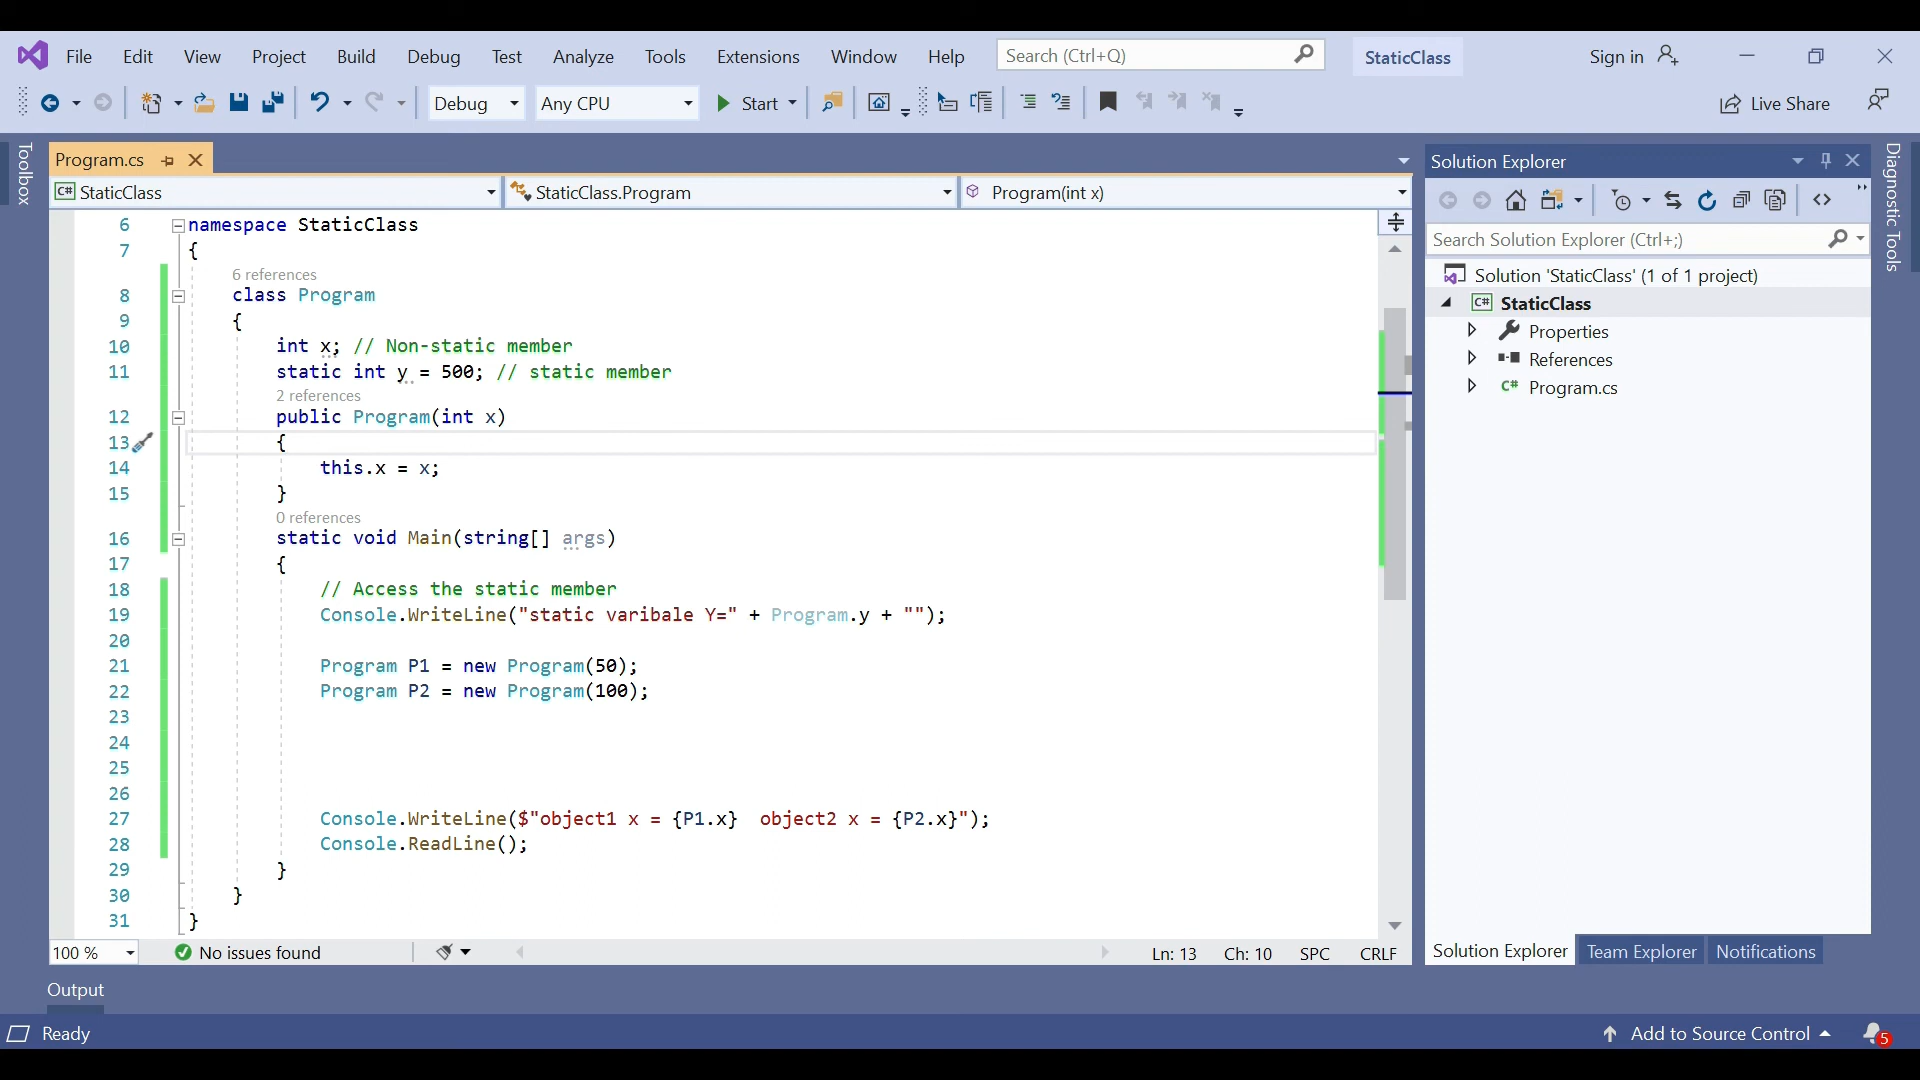 File Edit View Project Build Debug Test Analyze Tools Extensions Window Help Search (Ctrl+Q) StaticClass Sign in
Debug Any CPU Start Live Share
Toolbox
Program.cs
StaticClass StaticClass.Program Program(int x)
6 namespace StaticClass
7 {
6 references
8 class Program
9 {
10 int x; // Non-static member
11 static int y = 500; // static member
2 references
12 public Program(int x)
13 {
14 this.x = x;
15 }
0 references
16 static void Main(string[] args)
17 {
18 // Access the static member
19 Console.WriteLine("static varibale Y=" + Program.y + "");
20
21 Program P1 = new Program(50);
22 Program P2 = new Program(100);
23
24
25
26
27 Console.WriteLine($"object1 x = {P1.x}  object2 x = {P2.x}");
28 Console.ReadLine();
29 }
30 }
31 }
100 % No issues found Ln: 13 Ch: 10 SPC CRLF
Solution Explorer
Search Solution Explorer (Ctrl+;)
Solution 'StaticClass' (1 of 1 project)
C# StaticClass
Properties
References
C# Program.cs
Solution Explorer Team Explorer Notifications
Diagnostic Tools
Output
Ready Add to Source Control 5